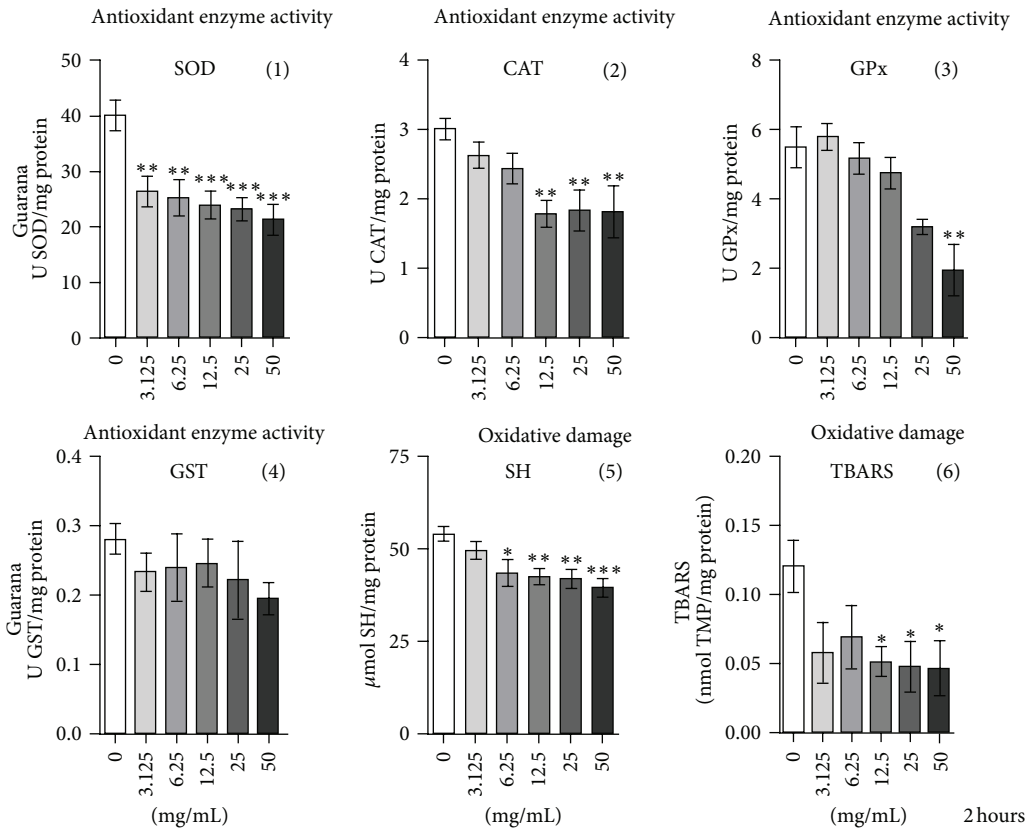 Antioxidant enzyme activity
SOD (1)
Guarana
U SOD/mg protein
50
40
30
20
10
0
** ** *** *** ***
0 3.125 6.25 12.5 25 50
Antioxidant enzyme activity
CAT (2)
U CAT/mg protein
4
3
2
1
0
** ** **
0 3.125 6.25 12.5 25 50
Antioxidant enzyme activity
GPx (3)
U GPx/mg protein
8
6
4
2
0
**
0 3.125 6.25 12.5 25 50
Antioxidant enzyme activity
GST (4)
Guarana
U GST/mg protein
0.4
0.3
0.2
0.1
0.0
0 3.125 6.25 12.5 25 50
(mg/mL)
Oxidative damage
SH (5)
μmol SH/mg protein
75
50
25
0
* ** ** ***
0 3.125 6.25 12.5 25 50
(mg/mL)
Oxidative damage
TBARS (6)
TBARS
(nmol TMP/mg protein)
0.20
0.15
0.10
0.05
0.00
* * *
0 3.125 6.25 12.5 25 50
(mg/mL)
2 hours